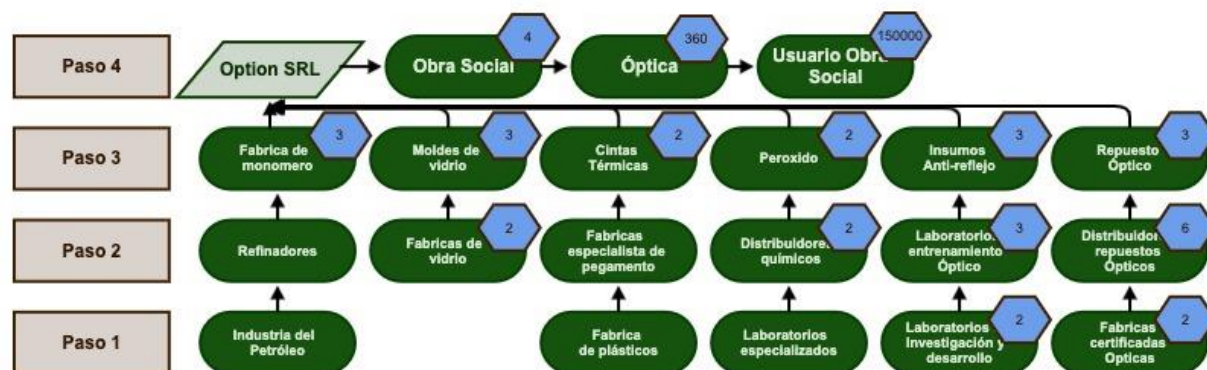 Paso 4
Option SRL
Obra Social
4
Óptica
360
Usuario Obra
Social
150000
Paso 3
Fabrica de
monomero
3
Moldes de
vidrio
3
Cintas
Térmicas
2
Peroxido
2
Insumos
Anti-reflejo
3
Repuesto
Óptico
3
Paso 2
Refinadores
Fabricas de
vidrio
2
Fabricas
especialista de
pegamento
Distribuidores
químicos
2
Laboratorios
entrenamiento
Óptico
3
Distribuidor
repuestos
Ópticos
6
Paso 1
Industria del
Petróleo
Fabrica
de plásticos
Laboratorios
especializados
Laboratorios
Investigación y
desarrollo
2
Fabricas
certificadas
Opticas
2